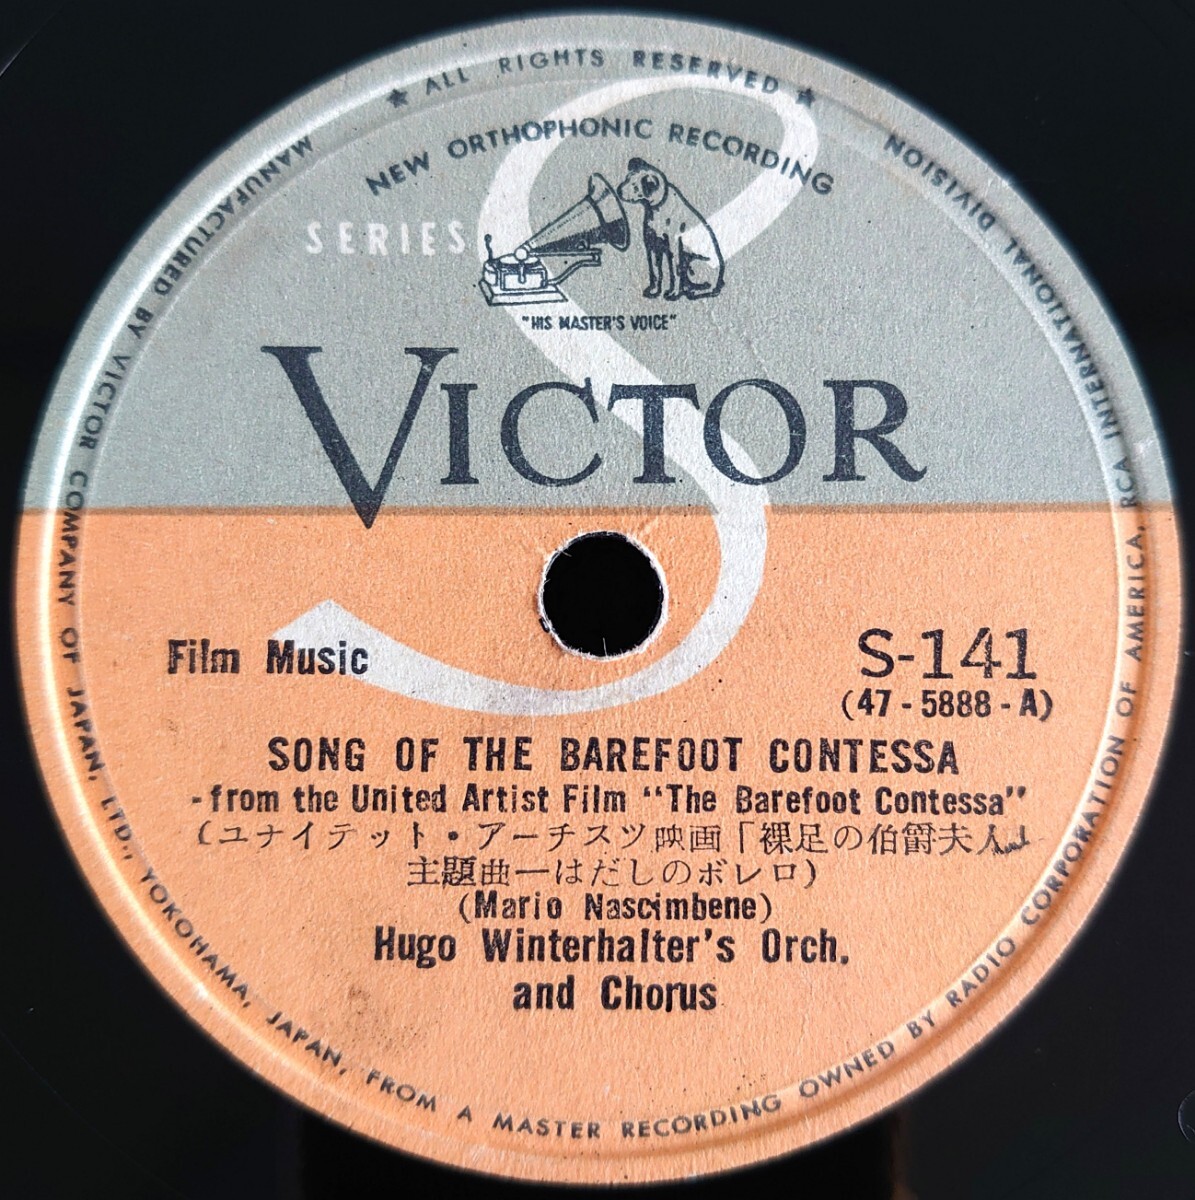 ★ ALL RIGHTS RESERVED ★
MANUFACTURED BY VICTOR COMPANY OF JAPAN, LTD., YOKOHAMA, JAPAN, FROM A MASTER RECORDING OWNED BY RADIO CORPORATION OF AMERICA, RCA INTERNATIONAL DIVISION
NEW ORTHOPHONIC RECORDING
S
SERIES
"HIS MASTER'S VOICE"
VICTOR
Film Music
S-141
(47-5888-A)
SONG OF THE BAREFOOT CONTESSA
-from the United Artist Film "The Barefoot Contessa"
(ユナイテット・アーチスツ映画「裸足の伯爵夫人
主題曲—はだしのボレロ)
(Mario Nascimbene)
Hugo Winterhalter's Orch.
and Chorus